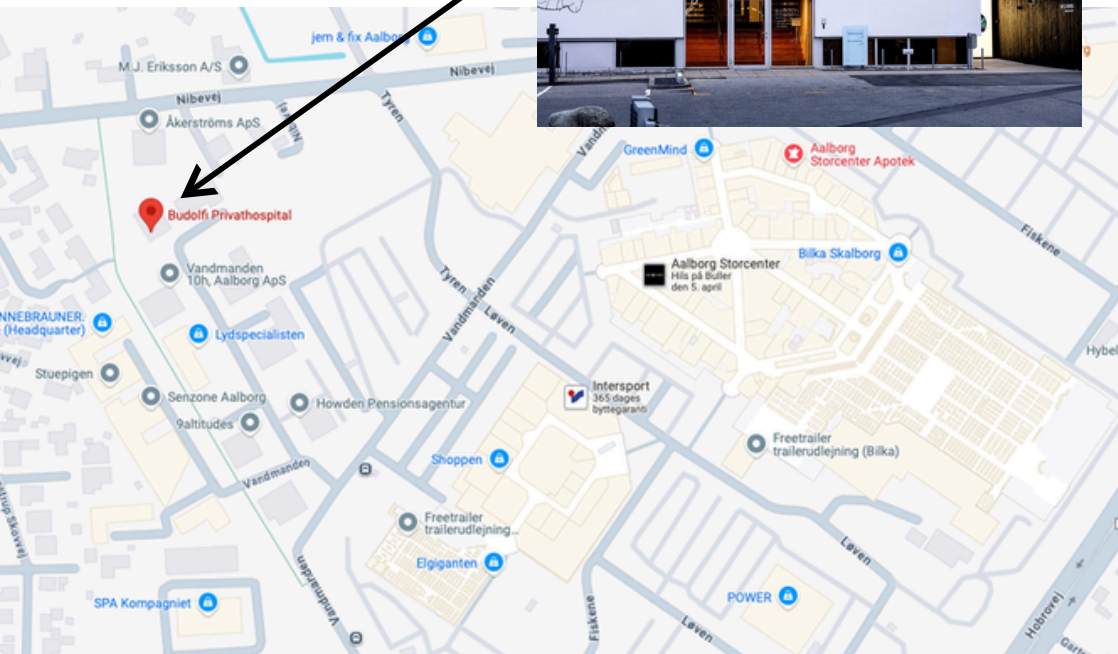 jem & fix Aalborg
M.J. Eriksson A/S
Nibevej
Nibevej
Åkerströms ApS
Tyren
GreenMind
Aalborg
Storcenter Apotek
Budolfi Privathospital
Fiskene
Vandmanden
10h, Aalborg ApS
Aalborg Storcenter
Hils på Buller
den 5. april
Bilka Skalborg
Tyren
Vandmanden
Løven
NNEBRAUNER.
(Headquarter)
Lydspecialisten
Stuepigen
Senzone Aalborg
9altitudes
Howden Pensionsagentur
Intersport
365 dages
byttegaranti
Freetrailer
trailerudlejning (Bilka)
Shoppen
Vandmanden
Freetrailer
trailerudlejning...
Elgiganten
Løven
SPA Kompagniet
Vandmanden
POWER
Fiskene
Løven
Hobrovej